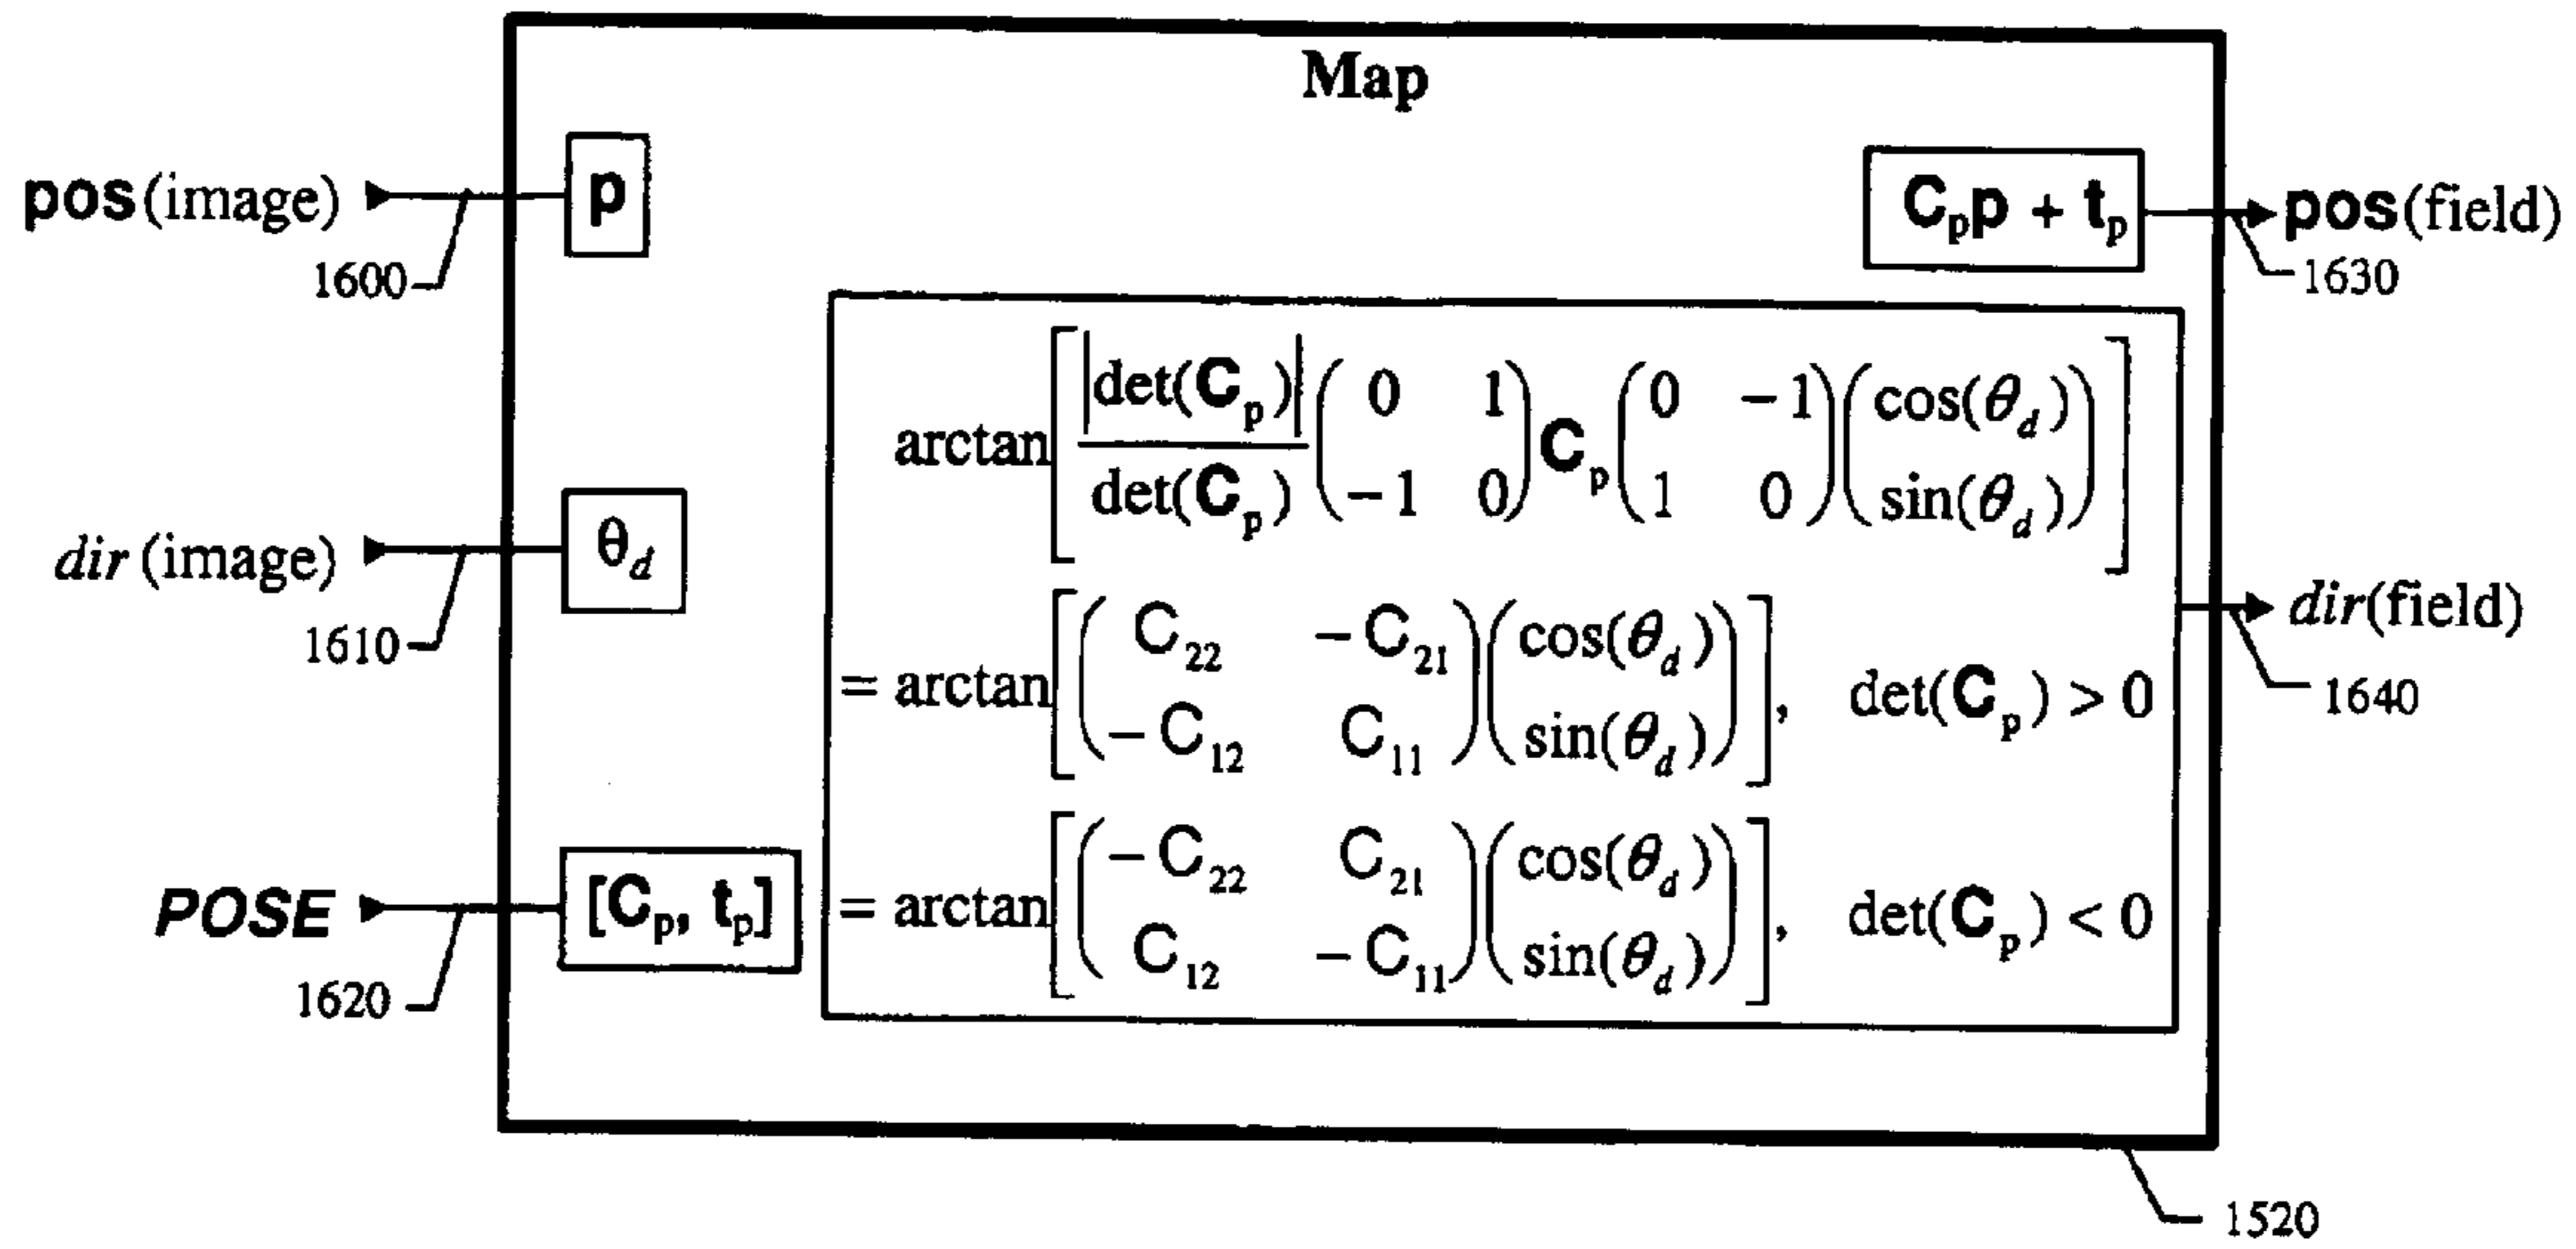 Map
pos(image)
1600
p
C_p p + t_p
pos(field)
1630
arctan[ |det(C_p)| / det(C_p) ( 0 1 ; −1 0 ) C_p ( 0 −1 ; 1 0 ) ( cos(θ_d) ; sin(θ_d) ) ]
dir (image)
1610
θ_d
= arctan[ ( C_22 −C_21 ; −C_12 C_11 ) ( cos(θ_d) ; sin(θ_d) ) ], det(C_p) > 0
dir(field)
1640
POSE
1620
[C_p, t_p]
= arctan[ ( −C_22 C_21 ; C_12 −C_11 ) ( cos(θ_d) ; sin(θ_d) ) ], det(C_p) < 0
1520